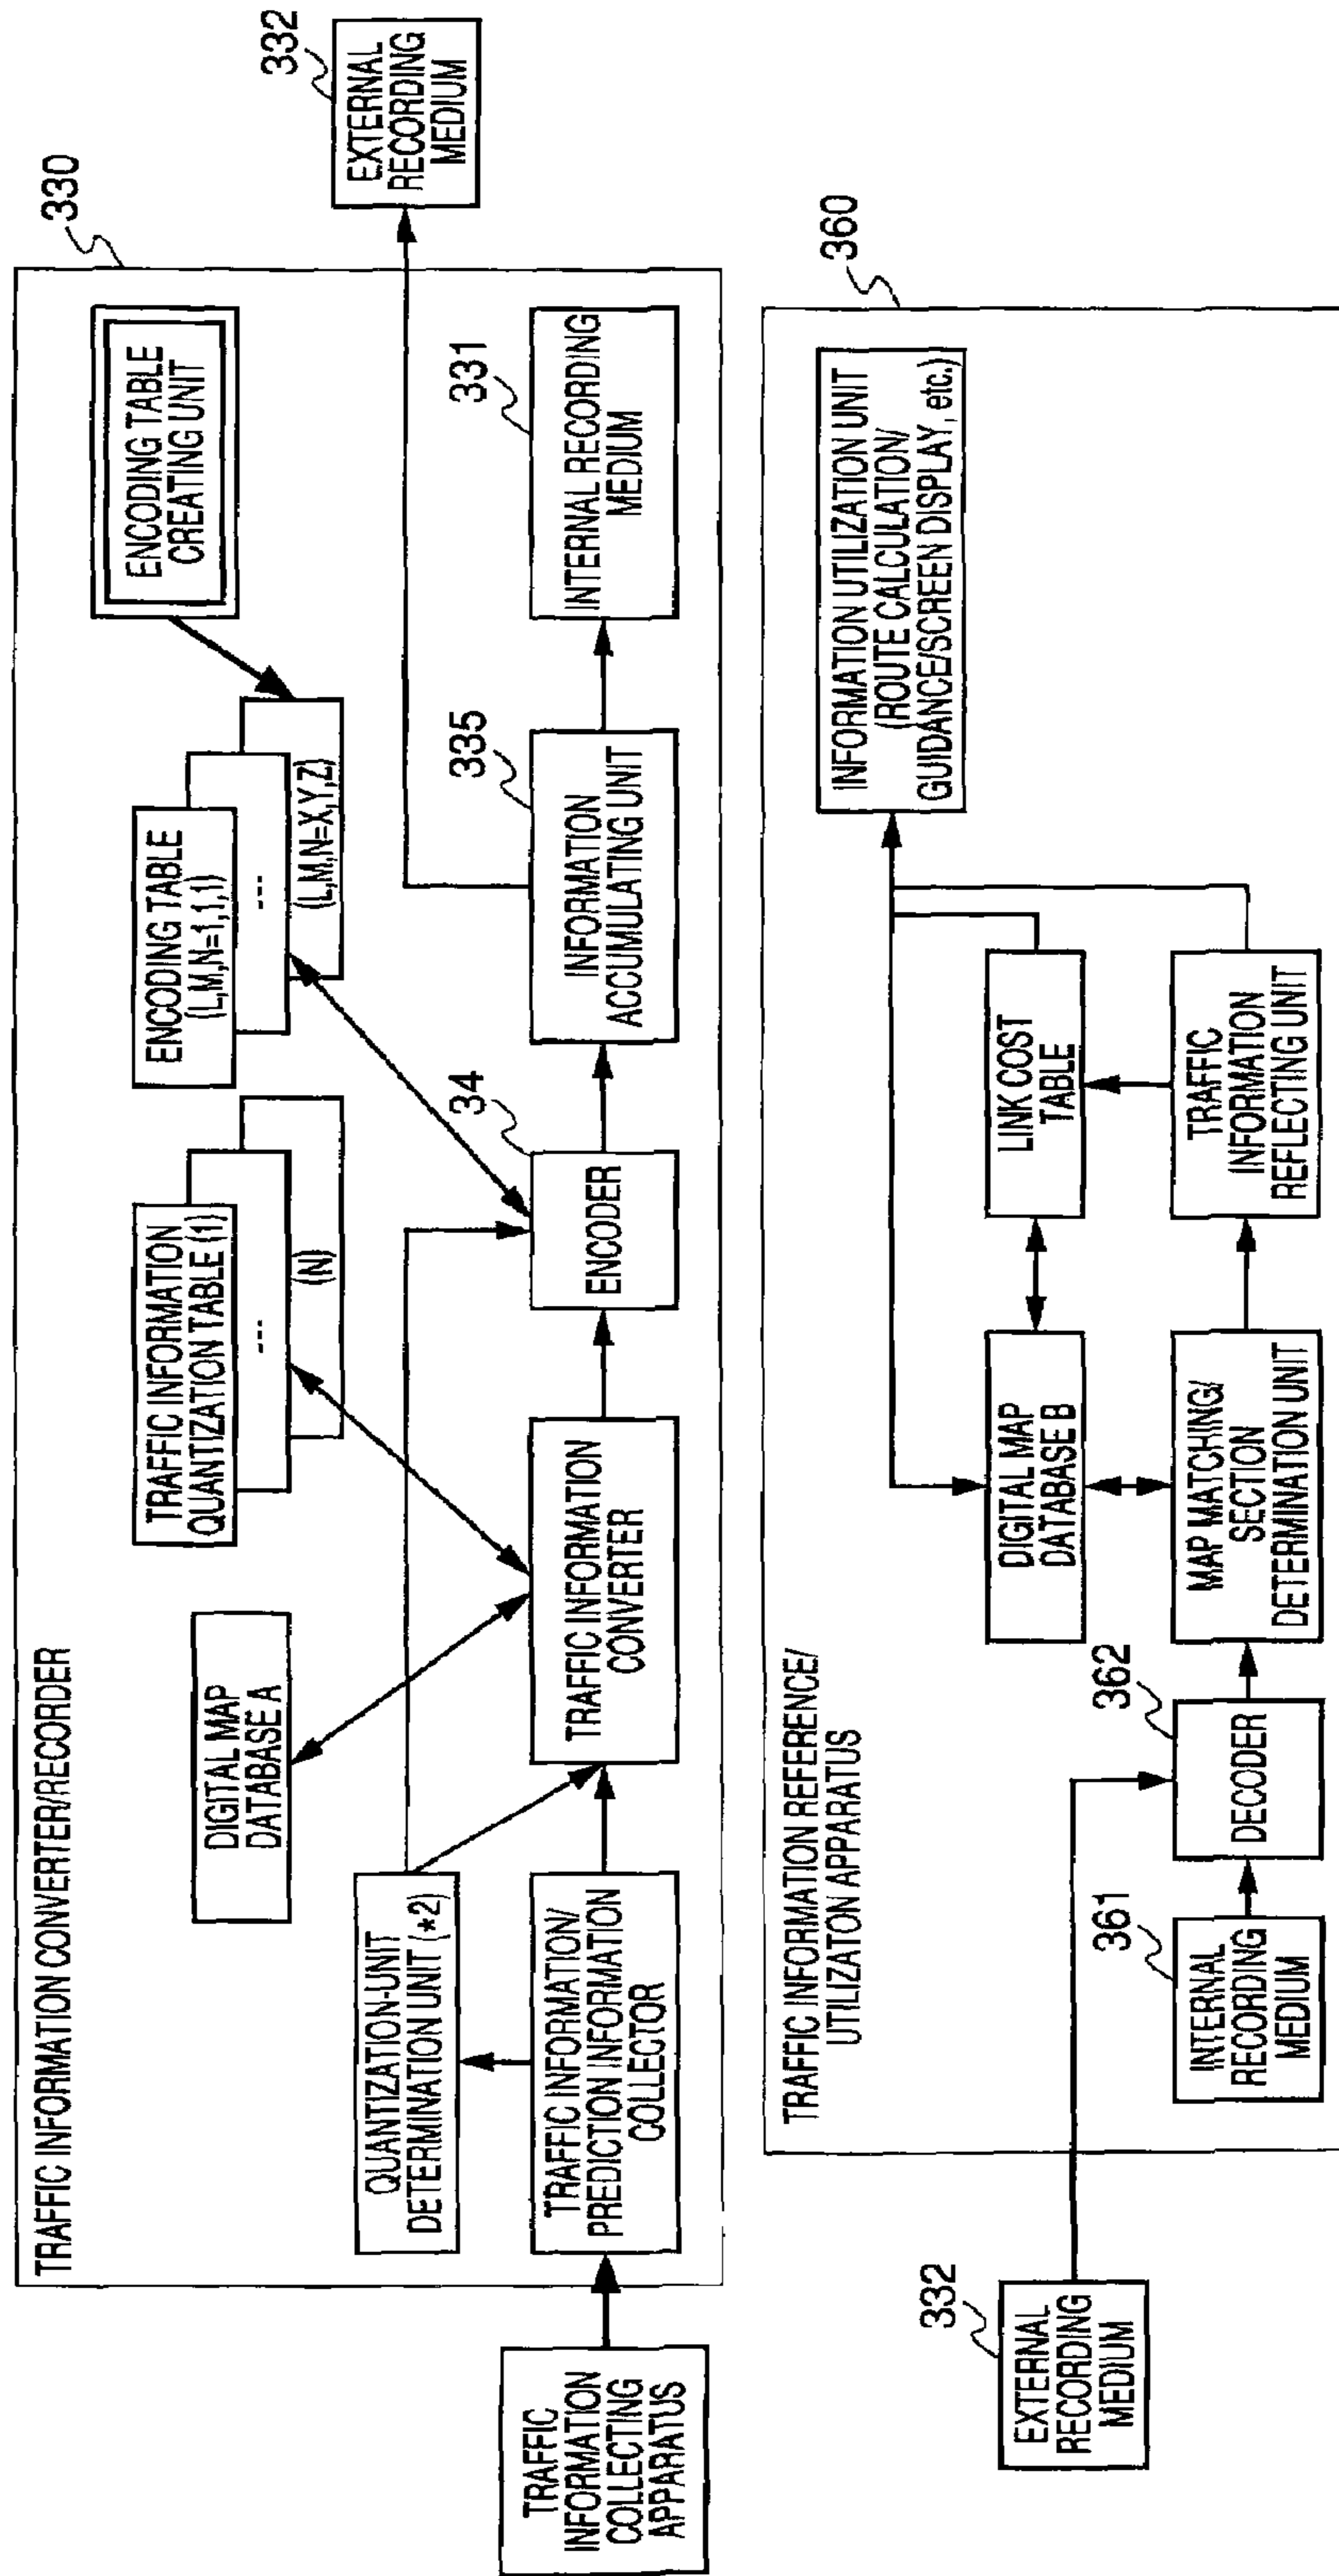 TRAFFIC INFORMATION CONVERTER/RECORDER
330
TRAFFIC
INFORMATION
COLLECTING
APPARATUS
QUANTIZATION-UNIT
DETERMINATION UNIT (*2)
TRAFFIC INFORMATION/
PREDICTION INFORMATION
COLLECTOR
DIGITAL MAP
DATABASE A
TRAFFIC INFORMATION
CONVERTER
TRAFFIC INFORMATION
QUANTIZATION TABLE (1)
---
(N)
ENCODER
34
ENCODING TABLE
(L,M,N=1,1,1)
---
(L,M,N=X,Y,Z)
ENCODING TABLE
CREATING UNIT
INFORMATION
ACCUMULATING UNIT
335
INTERNAL RECORDING
MEDIUM
331
EXTERNAL
RECORDING
MEDIUM
332
TRAFFIC INFORMATION REFERENCE/
UTILIZATON APPARATUS
360
EXTERNAL
RECORDING
MEDIUM
332
INTERNAL
RECORDING
MEDIUM
361
DECODER
362
DIGITAL MAP
DATABASE B
MAP MATCHING/
SECTION
DETERMINATION UNIT
LINK COST
TABLE
TRAFFIC
INFORMATION
REFLECTING UNIT
INFORMATION UTILIZATION UNIT
(ROUTE CALCULATION/
GUIDANCE/SCREEN DISPLAY, etc.)